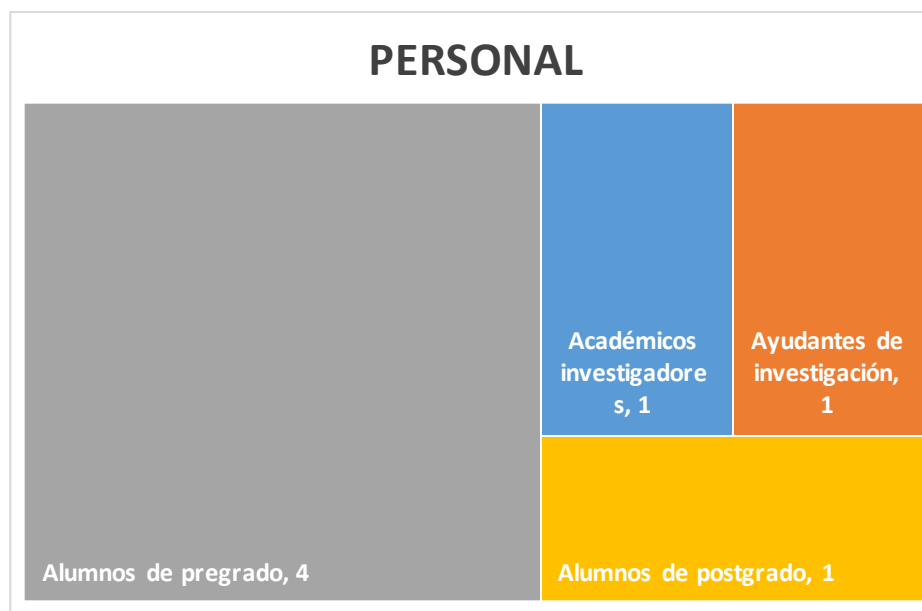 PERSONAL
Académicos
investigadore
s, 1
Ayudantes de
investigación,
1
Alumnos de pregrado, 4
Alumnos de postgrado, 1